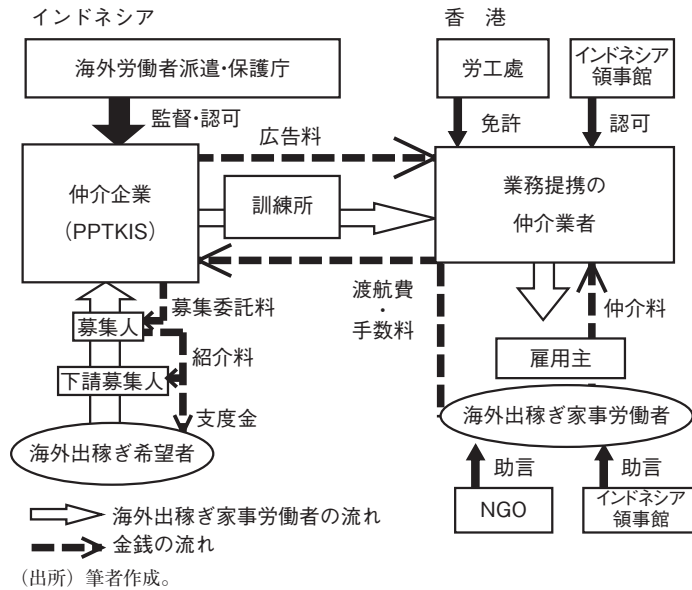 インドネシア
香 港
海外労働者派遣・保護庁
労工處
インドネシア
領事館
監督・認可
免許
認可
広告料
仲介企業
(PPTKIS)
訓練所
業務提携の
仲介業者
募集委託料
渡航費
・
手数料
仲介料
募集人
紹介料
雇用主
下請募集人
支度金
海外出稼ぎ家事労働者
海外出稼ぎ希望者
助言
助言
NGO
インドネシア
領事館
海外出稼ぎ家事労働者の流れ
金銭の流れ
(出所) 筆者作成。